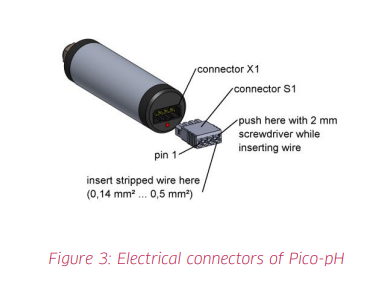 connector X1
connector S1
push here with 2 mm
screwdriver while
inserting wire
pin 1
insert stripped wire here
(0,14 mm² ... 0,5 mm²)
Figure 3: Electrical connectors of Pico-pH